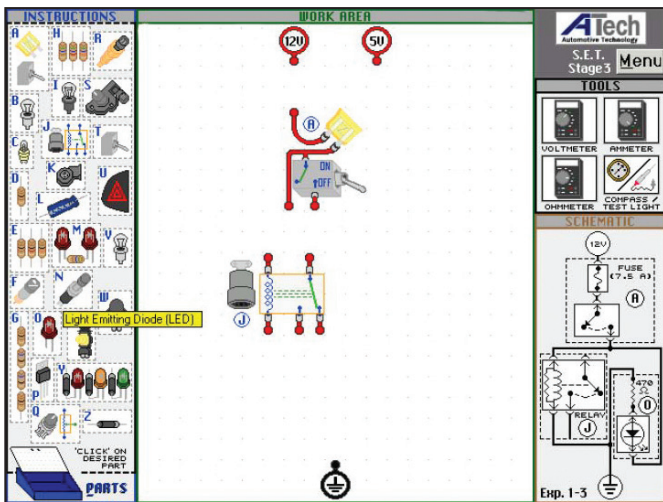 INSTRUCTIONS
WORK AREA
A
H
R
B
I
S
C
J
T
K
D
L
U
E
M
V
F
N
W
G
O
Light Emitting Diode (LED)
P
Y
Q
Z
'CLICK' ON
DESIRED
PART
PARTS
12V
5V
A
ON
OFF
J
ATech
Automotive Technology
S.E.T.
Stage3
Menu
TOOLS
VOLTMETER
AMMETER
OHMMETER
COMPASS /
TEST LIGHT
SCHEMATIC
12V
FUSE
(7.5 A)
A
470
Ω
O
RELAY
J
Exp. 1-3